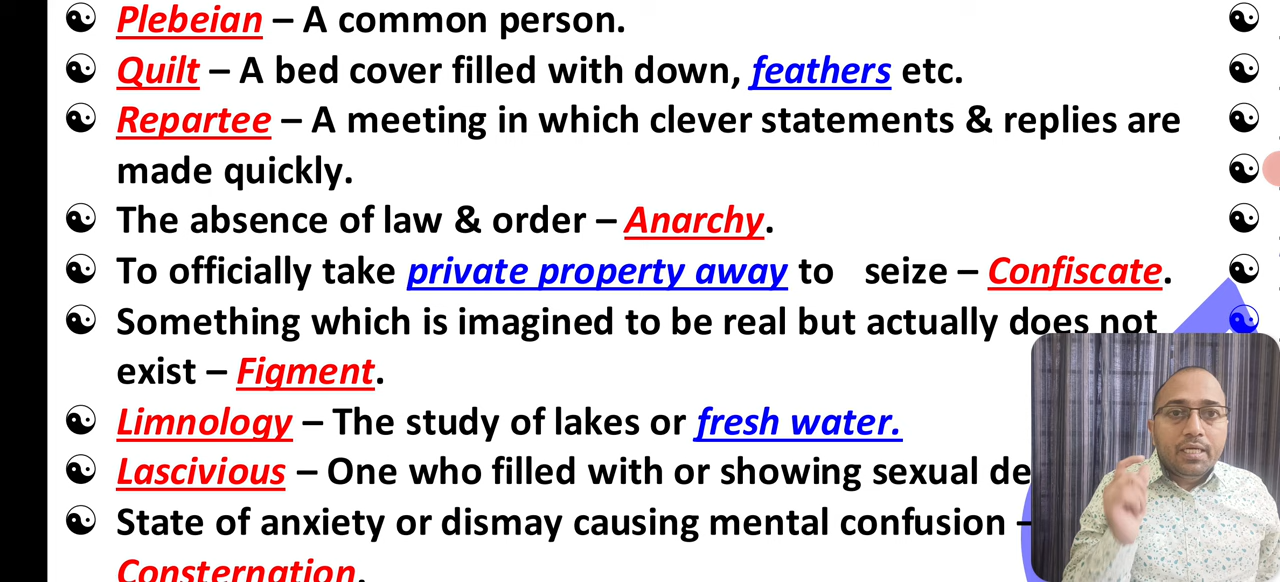 Plebeian – A common person.
Quilt – A bed cover filled with down, feathers etc.
Repartee – A meeting in which clever statements & replies are
made quickly.
The absence of law & order – Anarchy.
To officially take private property away to seize – Confiscate.
Something which is imagined to be real but actually does not
exist – Figment.
Limnology – The study of lakes or fresh water.
Lascivious – One who filled with or showing sexual
State of anxiety or dismay causing mental confusion –
Consternation.